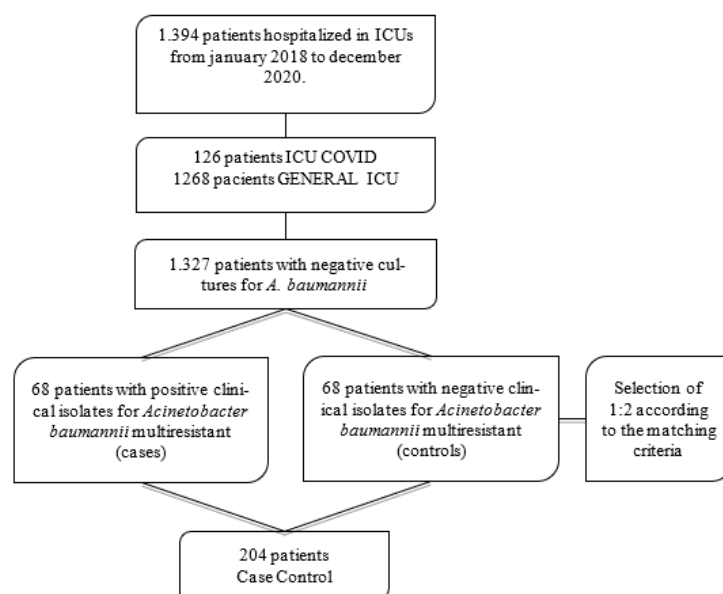 1.394 patients hospitalized in ICUs
from january 2018 to december
2020.
126 patients ICU COVID
1268 pacients GENERAL ICU
1.327 patients with negative cul-
tures for A. baumannii
68 patients with positive clini-
cal isolates for Acinetobacter
baumannii multiresistant
(cases)
68 patients with negative clin-
ical isolates for Acinetobacter
baumannii multiresistant
(controls)
Selection of
1:2 according
to the matching
criteria
204 patients
Case Control